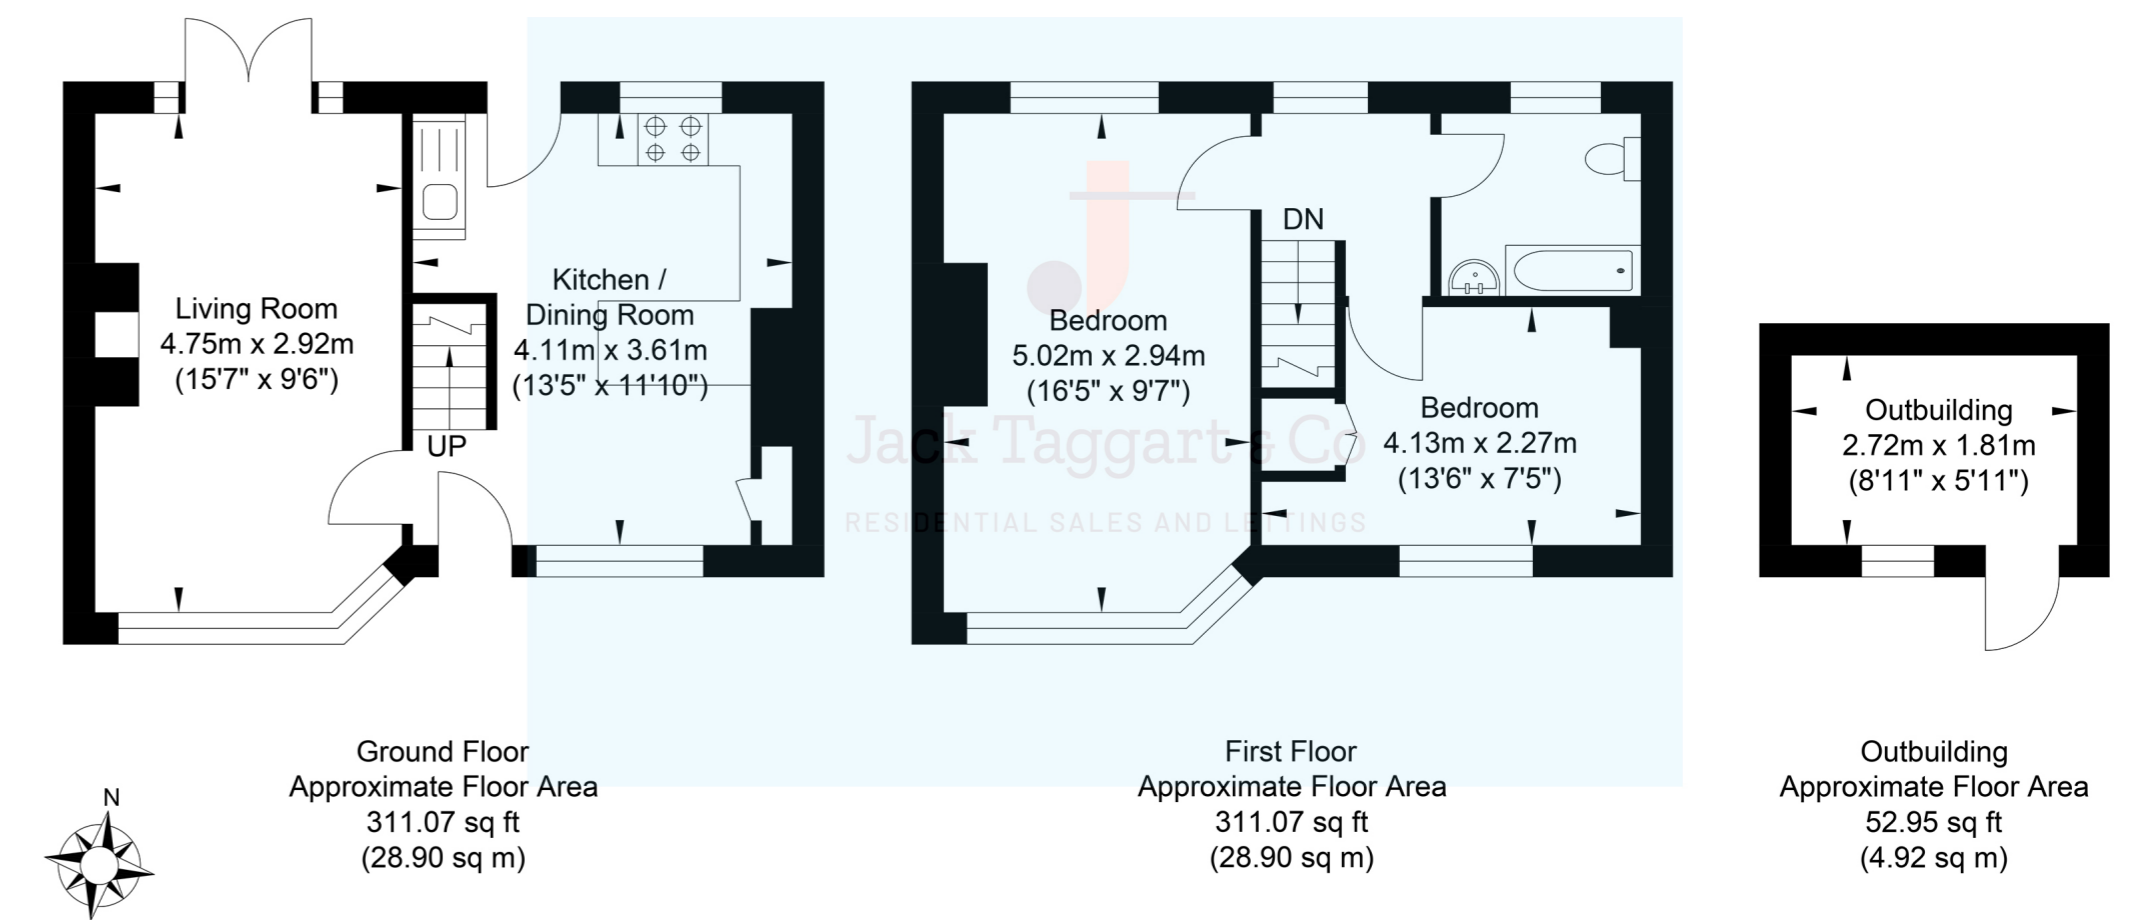 Living Room
4.75m x 2.92m
(15'7" x 9'6")
UP
Kitchen /
Dining Room
4.11m x 3.61m
(13'5" x 11'10")
Ground Floor
Approximate Floor Area
311.07 sq ft
(28.90 sq m)
N
DN
Bedroom
5.02m x 2.94m
(16'5" x 9'7")
Bedroom
4.13m x 2.27m
(13'6" x 7'5")
Jack Taggart & Co
RESIDENTIAL SALES AND LETTINGS
First Floor
Approximate Floor Area
311.07 sq ft
(28.90 sq m)
Outbuilding
2.72m x 1.81m
(8'11" x 5'11")
Outbuilding
Approximate Floor Area
52.95 sq ft
(4.92 sq m)